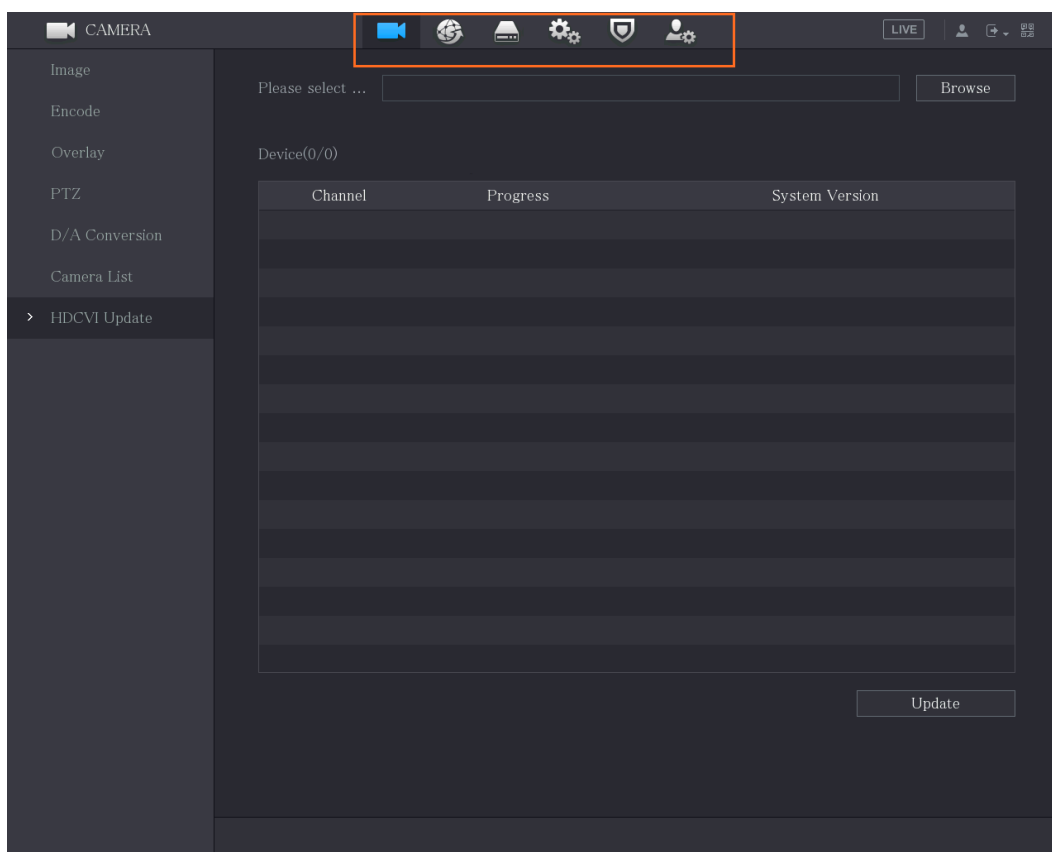 CAMERA
LIVE
Image
Encode
Overlay
PTZ
D/A Conversion
Camera List
HDCVI Update
Please select ...
Browse
Device(0/0)
Channel Progress System Version
Update